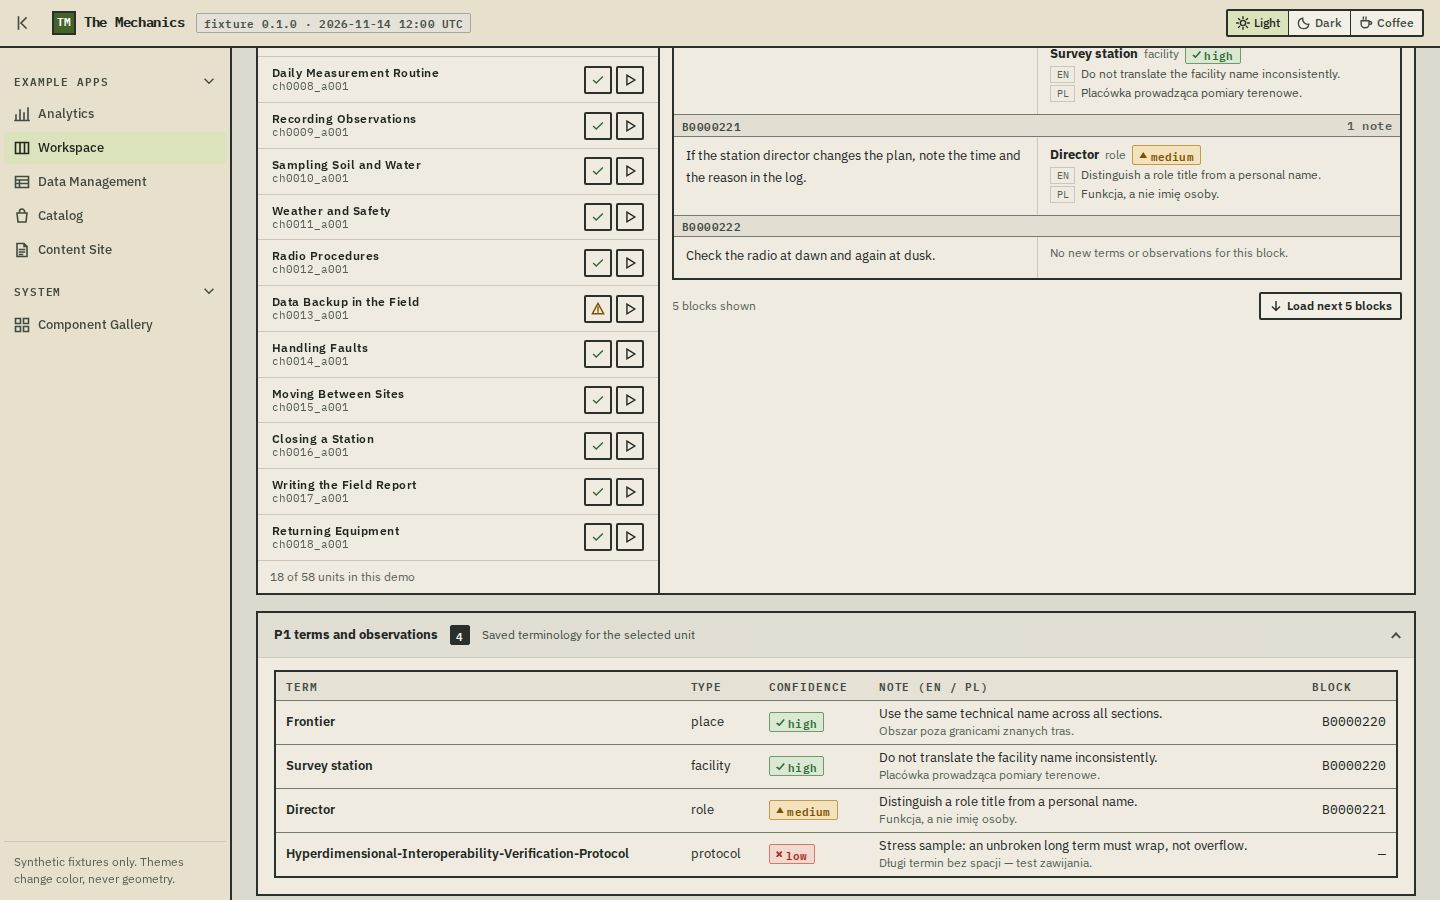 TM The Mechanics fixture 0.1.0 · 2026-11-14 12:00 UTC
Light Dark Coffee
EXAMPLE APPS
Analytics
Workspace
Data Management
Catalog
Content Site
SYSTEM
Component Gallery
Synthetic fixtures only. Themes
change color, never geometry.
Daily Measurement Routine
ch0008_a001
Recording Observations
ch0009_a001
Sampling Soil and Water
ch0010_a001
Weather and Safety
ch0011_a001
Radio Procedures
ch0012_a001
Data Backup in the Field
ch0013_a001
Handling Faults
ch0014_a001
Moving Between Sites
ch0015_a001
Closing a Station
ch0016_a001
Writing the Field Report
ch0017_a001
Returning Equipment
ch0018_a001
18 of 58 units in this demo
Survey station facility high
EN Do not translate the facility name inconsistently.
PL Placówka prowadząca pomiary terenowe.
B0000221 1 note
If the station director changes the plan, note the time and
the reason in the log.
Director role medium
EN Distinguish a role title from a personal name.
PL Funkcja, a nie imię osoby.
B0000222
Check the radio at dawn and again at dusk.
No new terms or observations for this block.
5 blocks shown
Load next 5 blocks
P1 terms and observations 4 Saved terminology for the selected unit
TERM TYPE CONFIDENCE NOTE (EN / PL) BLOCK
Frontier place high Use the same technical name across all sections. B0000220
Obszar poza granicami znanych tras.
Survey station facility high Do not translate the facility name inconsistently. B0000220
Placówka prowadząca pomiary terenowe.
Director role medium Distinguish a role title from a personal name. B0000221
Funkcja, a nie imię osoby.
Hyperdimensional-Interoperability-Verification-Protocol protocol low Stress sample: an unbroken long term must wrap, not overflow. —
Długi termin bez spacji — test zawijania.